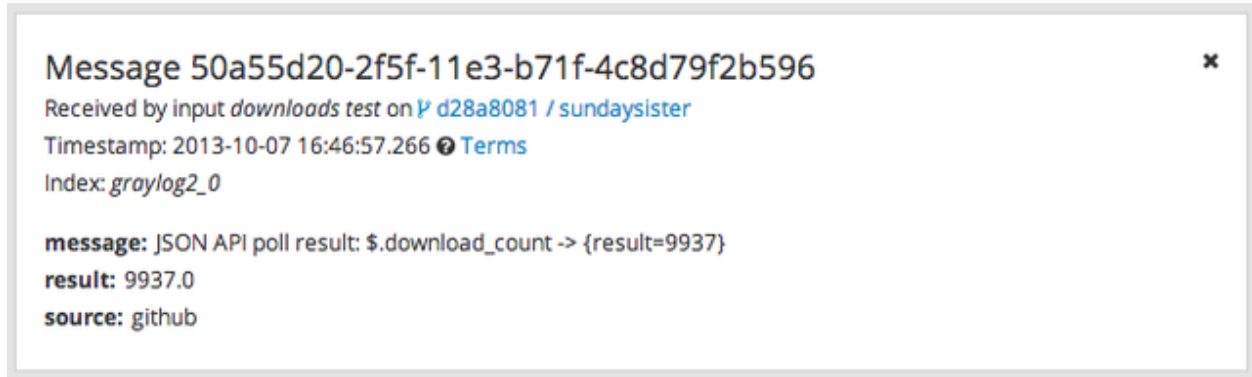 Message 50a55d20-2f5f-11e3-b71f-4c8d79f2b596
Received by input downloads test on d28a8081 / sundaysister
Timestamp: 2013-10-07 16:46:57.266 Terms
Index: graylog2_0
message: JSON API poll result: $.download_count -> {result=9937}
result: 9937.0
source: github